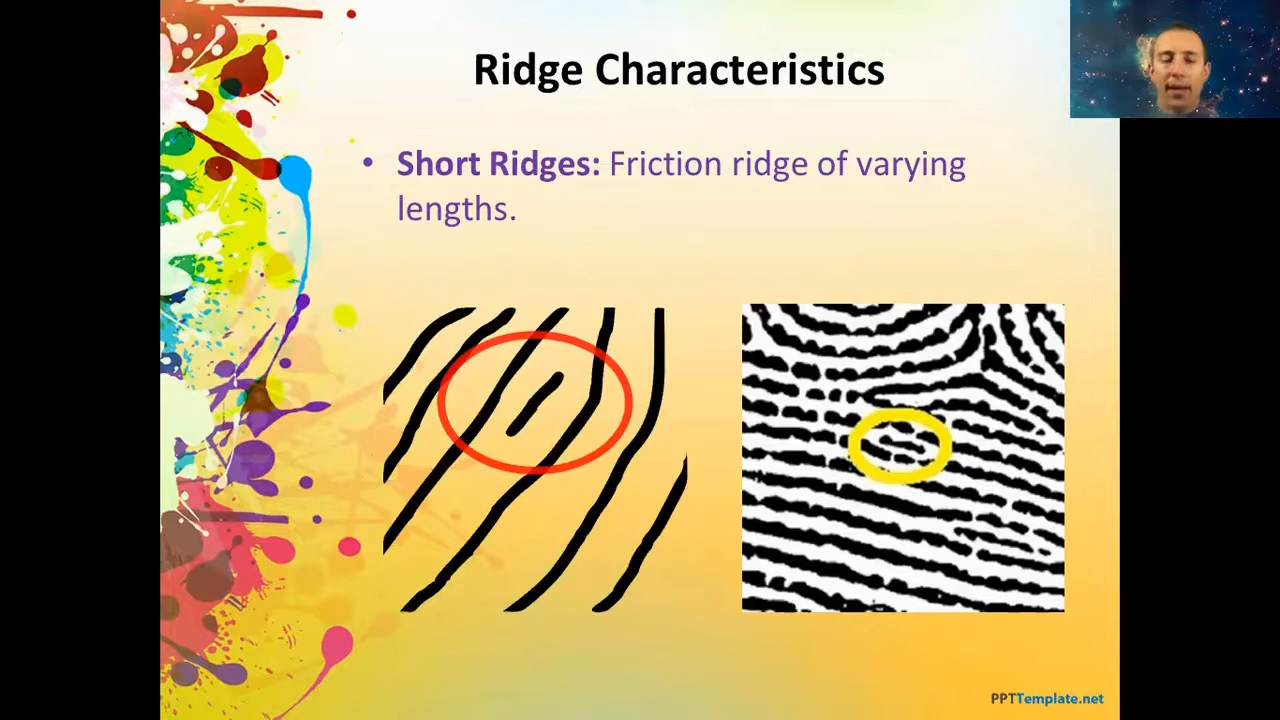 Ridge Characteristics
• Short Ridges: Friction ridge of varying
lengths.
PPTTemplate.net